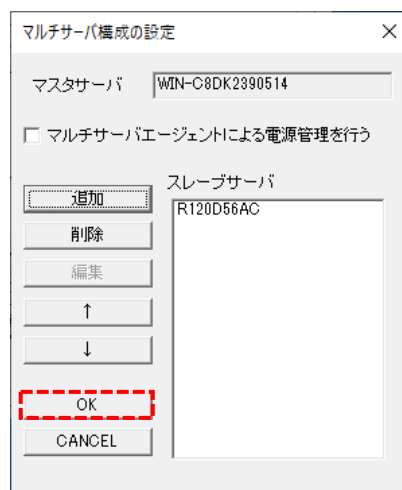 マルチサーバ構成の設定
マスタサーバ WIN-C8DK2390514
マルチサーバエージェントによる電源管理を行う
スレーブサーバ
追加
R120D56AC
削除
編集
↑
↓
OK
CANCEL